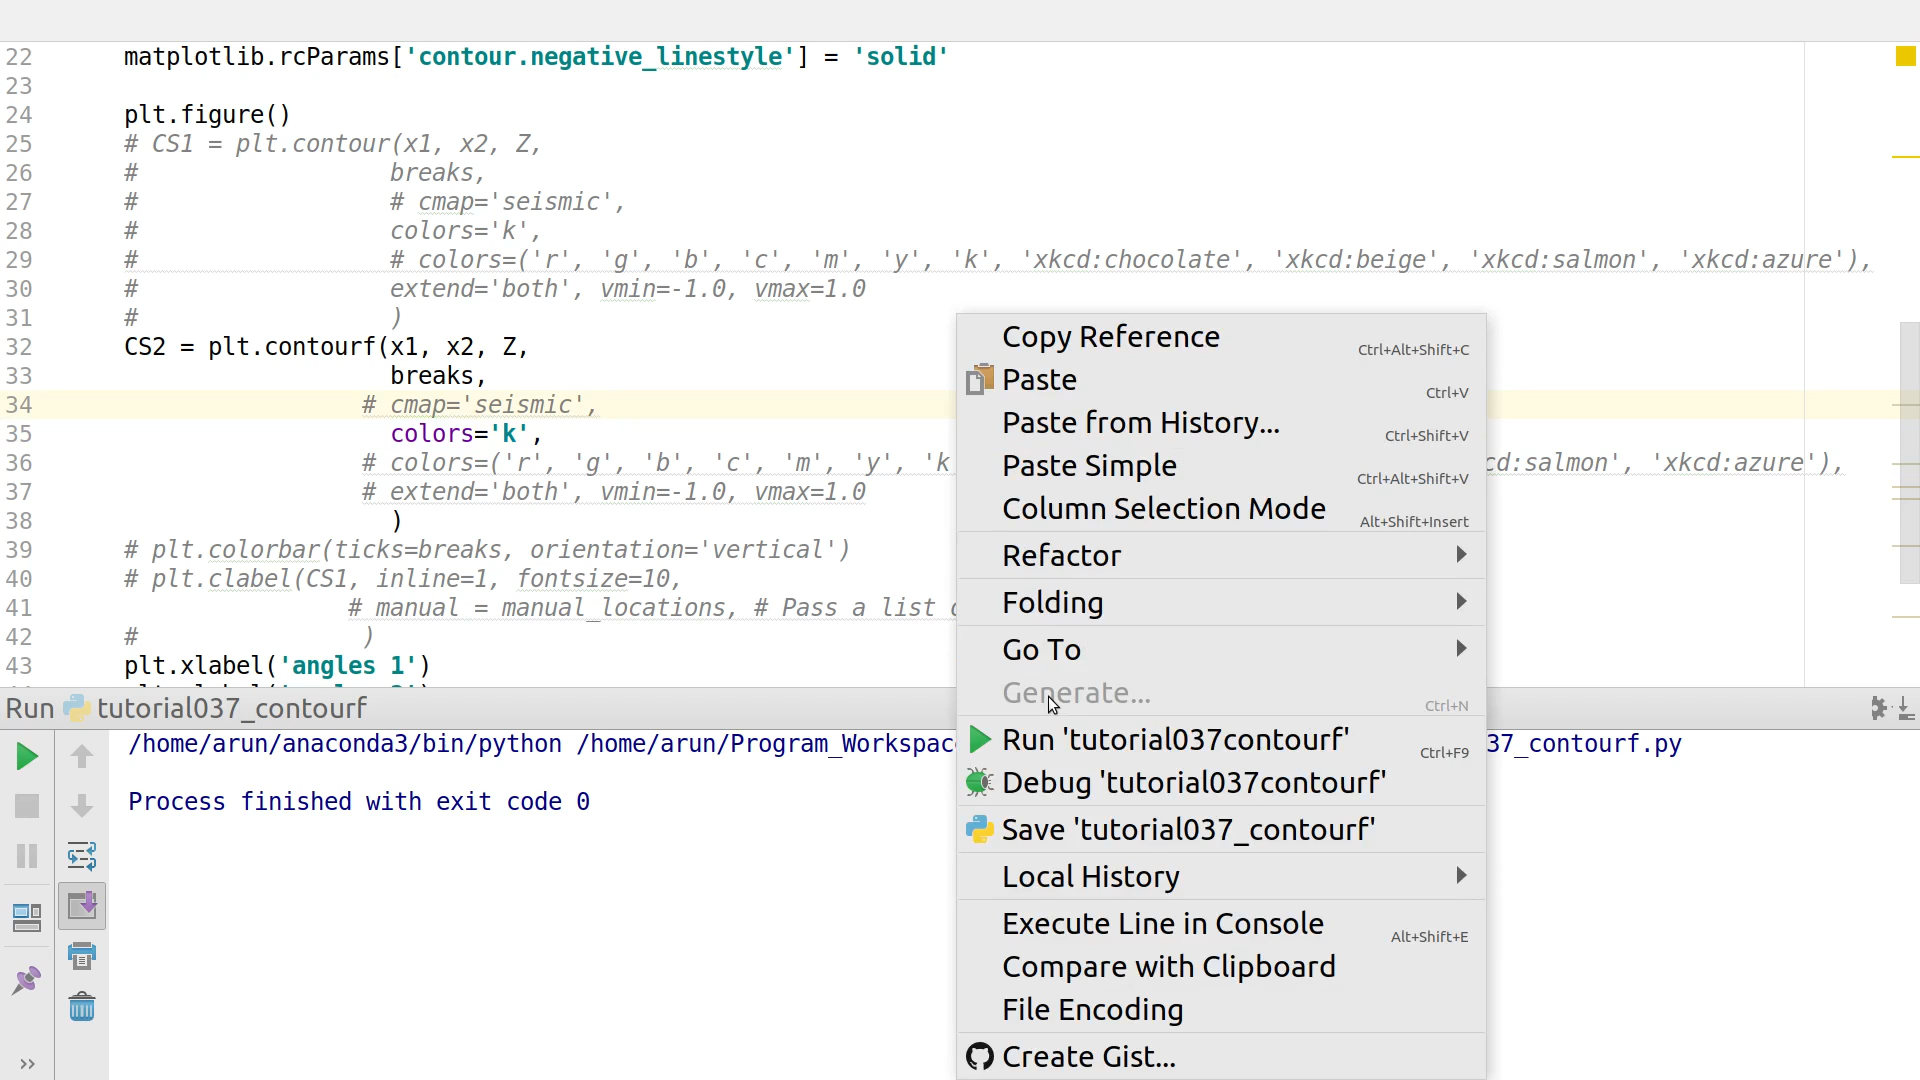 22 matplotlib.rcParams['contour.negative_linestyle'] = 'solid'
23
24 plt.figure()
25 # CS1 = plt.contour(x1, x2, Z,
26 # breaks,
27 # # cmap='seismic',
28 # colors='k',
29 # # colors=('r', 'g', 'b', 'c', 'm', 'y', 'k', 'xkcd:chocolate', 'xkcd:beige', 'xkcd:salmon', 'xkcd:azure'),
30 # extend='both', vmin=-1.0, vmax=1.0
31 # )
32 CS2 = plt.contourf(x1, x2, Z,
33 breaks,
34 # cmap='seismic',
35 colors='k',
36 # colors=('r', 'g', 'b', 'c', 'm', 'y', 'k cd:salmon', 'xkcd:azure'),
37 # extend='both', vmin=-1.0, vmax=1.0
38 )
39 # plt.colorbar(ticks=breaks, orientation='vertical')
40 # plt.clabel(CS1, inline=1, fontsize=10,
41 # manual = manual_locations, # Pass a list
42 # )
43 plt.xlabel('angles 1')
Copy Reference Ctrl+Alt+Shift+C
Paste Ctrl+V
Paste from History... Ctrl+Shift+V
Paste Simple Ctrl+Alt+Shift+V
Column Selection Mode Alt+Shift+Insert
Refactor
Folding
Go To
Generate... Ctrl+N
Run 'tutorial037contourf' Ctrl+F9
Debug 'tutorial037contourf'
Save 'tutorial037_contourf'
Local History
Execute Line in Console Alt+Shift+E
Compare with Clipboard
File Encoding
Create Gist...
Run tutorial037_contourf
/home/arun/anaconda3/bin/python /home/arun/Program_Workspac 37_contourf.py
Process finished with exit code 0